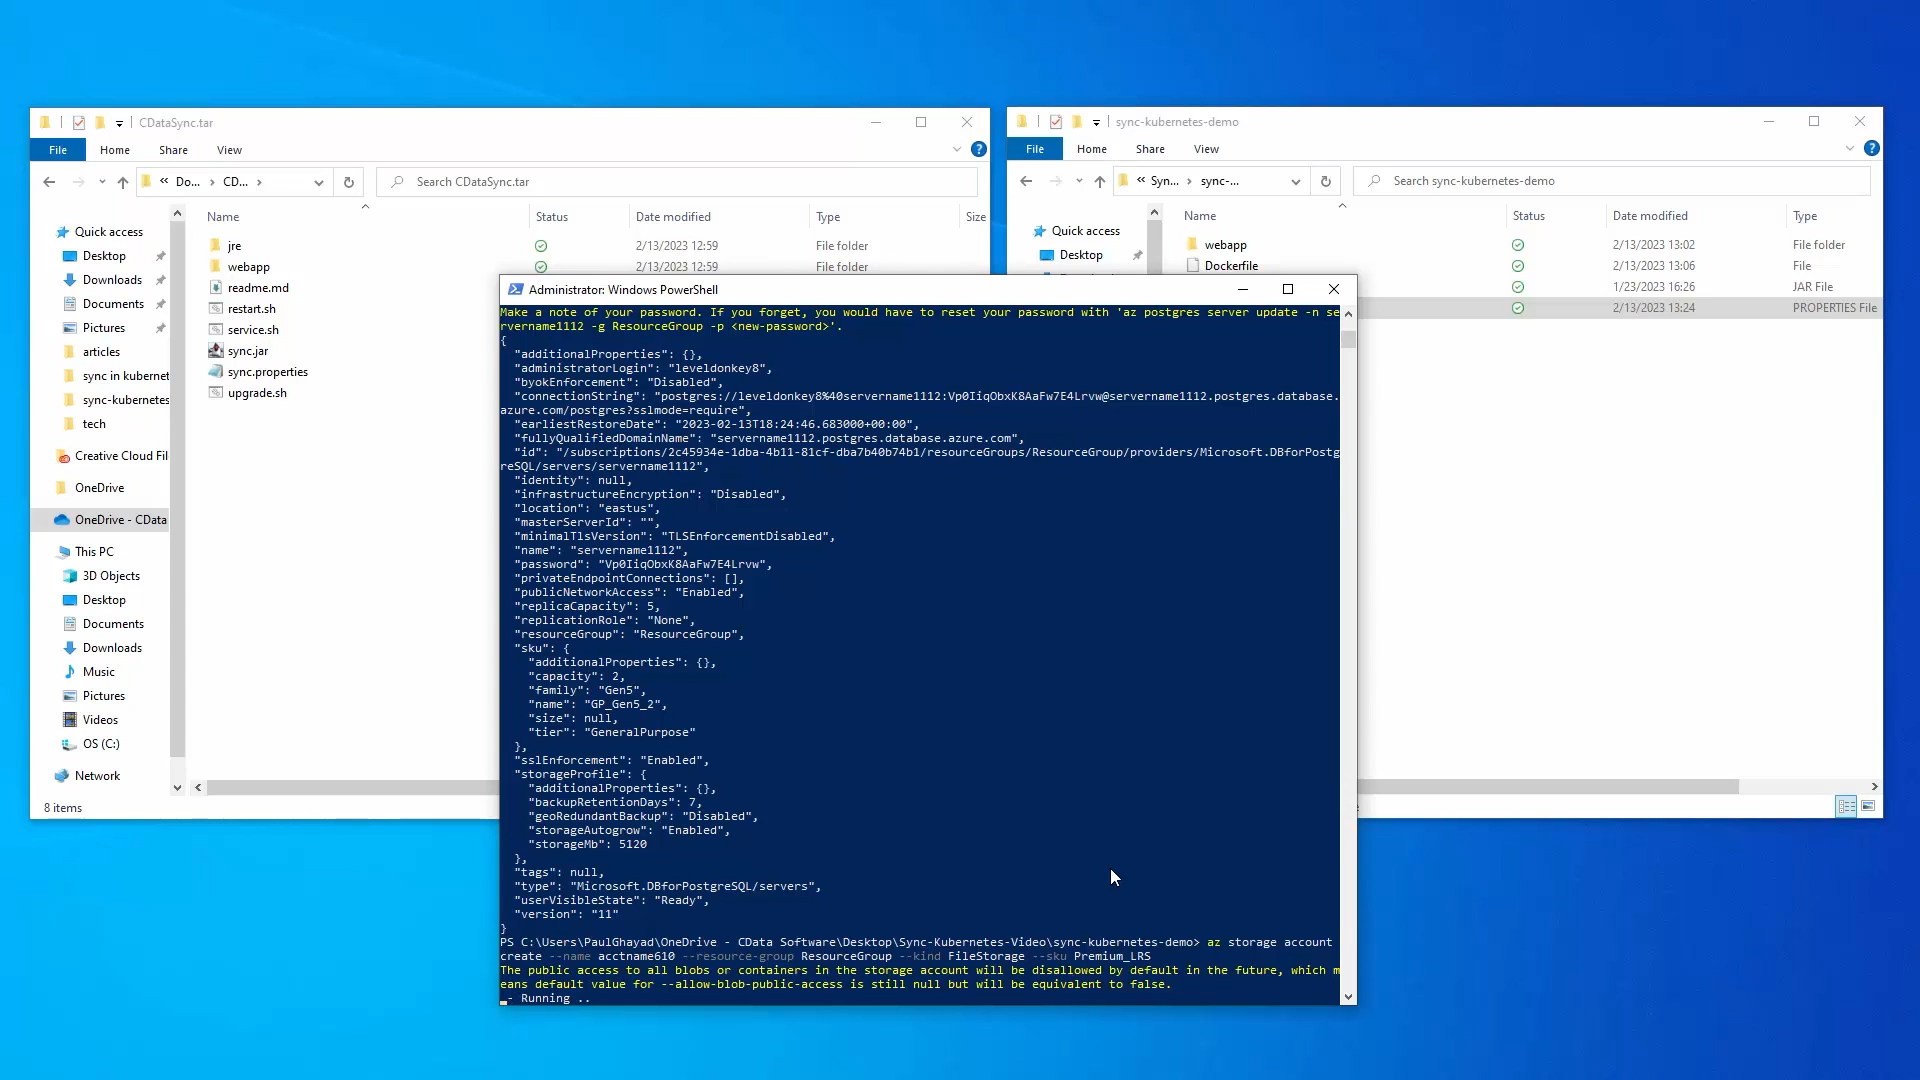 CDataSync.tar
File Home Share View
Do... CD...
Search CDataSync.tar
Name Status Date modified Type Size
Quick access
Desktop
Downloads
Documents
Pictures
articles
sync in kubernet
sync-kubernetes
tech
Creative Cloud Fil
OneDrive
OneDrive - CData
This PC
3D Objects
Desktop
Documents
Downloads
Music
Pictures
Videos
OS (C:)
Network
jre 2/13/2023 12:59 File folder
webapp 2/13/2023 12:59 File folder
readme.md
restart.sh
service.sh
sync.jar
sync.properties
upgrade.sh
8 items
sync-kubernetes-demo
File Home Share View
Syn... sync-...
Search sync-kubernetes-demo
Name Status Date modified Type
Quick access
Desktop
webapp 2/13/2023 13:02 File folder
Dockerfile 2/13/2023 13:06 File
1/23/2023 16:26 JAR File
2/13/2023 13:24 PROPERTIES File
Administrator: Windows PowerShell
Make a note of your password. If you forget, you would have to reset your password with 'az postgres server update -n se
rvername1112 -g ResourceGroup -p <new-password>'.
{
"additionalProperties": {},
"administratorLogin": "leveldonkey8",
"byokEnforcement": "Disabled",
"connectionString": "postgres://leveldonkey8%40servername1112:Vp0IiqObxK8AaFw7E4Lrvw@servername1112.postgres.database.
azure.com/postgres?sslmode=require",
"earliestRestoreDate": "2023-02-13T18:24:46.683000+00:00",
"fullyQualifiedDomainName": "servername1112.postgres.database.azure.com",
"id": "/subscriptions/2c45934e-1dba-4b11-81cf-dba7b40b74b1/resourceGroups/ResourceGroup/providers/Microsoft.DBforPostg
reSQL/servers/servername1112",
"identity": null,
"infrastructureEncryption": "Disabled",
"location": "eastus",
"masterServerId": "",
"minimalTlsVersion": "TLSEnforcementDisabled",
"name": "servername1112",
"password": "Vp0IiqObxK8AaFw7E4Lrvw",
"privateEndpointConnections": [],
"publicNetworkAccess": "Enabled",
"replicaCapacity": 5,
"replicationRole": "None",
"resourceGroup": "ResourceGroup",
"sku": {
"additionalProperties": {},
"capacity": 2,
"family": "Gen5",
"name": "GP_Gen5_2",
"size": null,
"tier": "GeneralPurpose"
},
"sslEnforcement": "Enabled",
"storageProfile": {
"additionalProperties": {},
"backupRetentionDays": 7,
"geoRedundantBackup": "Disabled",
"storageAutogrow": "Enabled",
"storageMb": 5120
},
"tags": null,
"type": "Microsoft.DBforPostgreSQL/servers",
"userVisibleState": "Ready",
"version": "11"
}
PS C:\Users\PaulGhayad\OneDrive - CData Software\Desktop\Sync-Kubernetes-Video\sync-kubernetes-demo> az storage account
create --name acctname610 --resource-group ResourceGroup --kind FileStorage --sku Premium_LRS
The public access to all blobs or containers in the storage account will be disallowed by default in the future, which m
eans default value for --allow-blob-public-access is still null but will be equivalent to false.
- Running ..